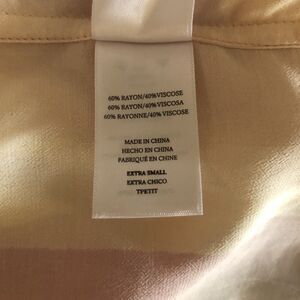 60% RAYON/40%VISCOSE
60% RAYON/40%VISCOSA
60% RAYONNE/40%VISCOSE
MADE IN CHINA
HECHO EN CHINA
FABRIQUÉ EN CHINE
EXTRA SMALL
EXTRA CHICO
TPETIT